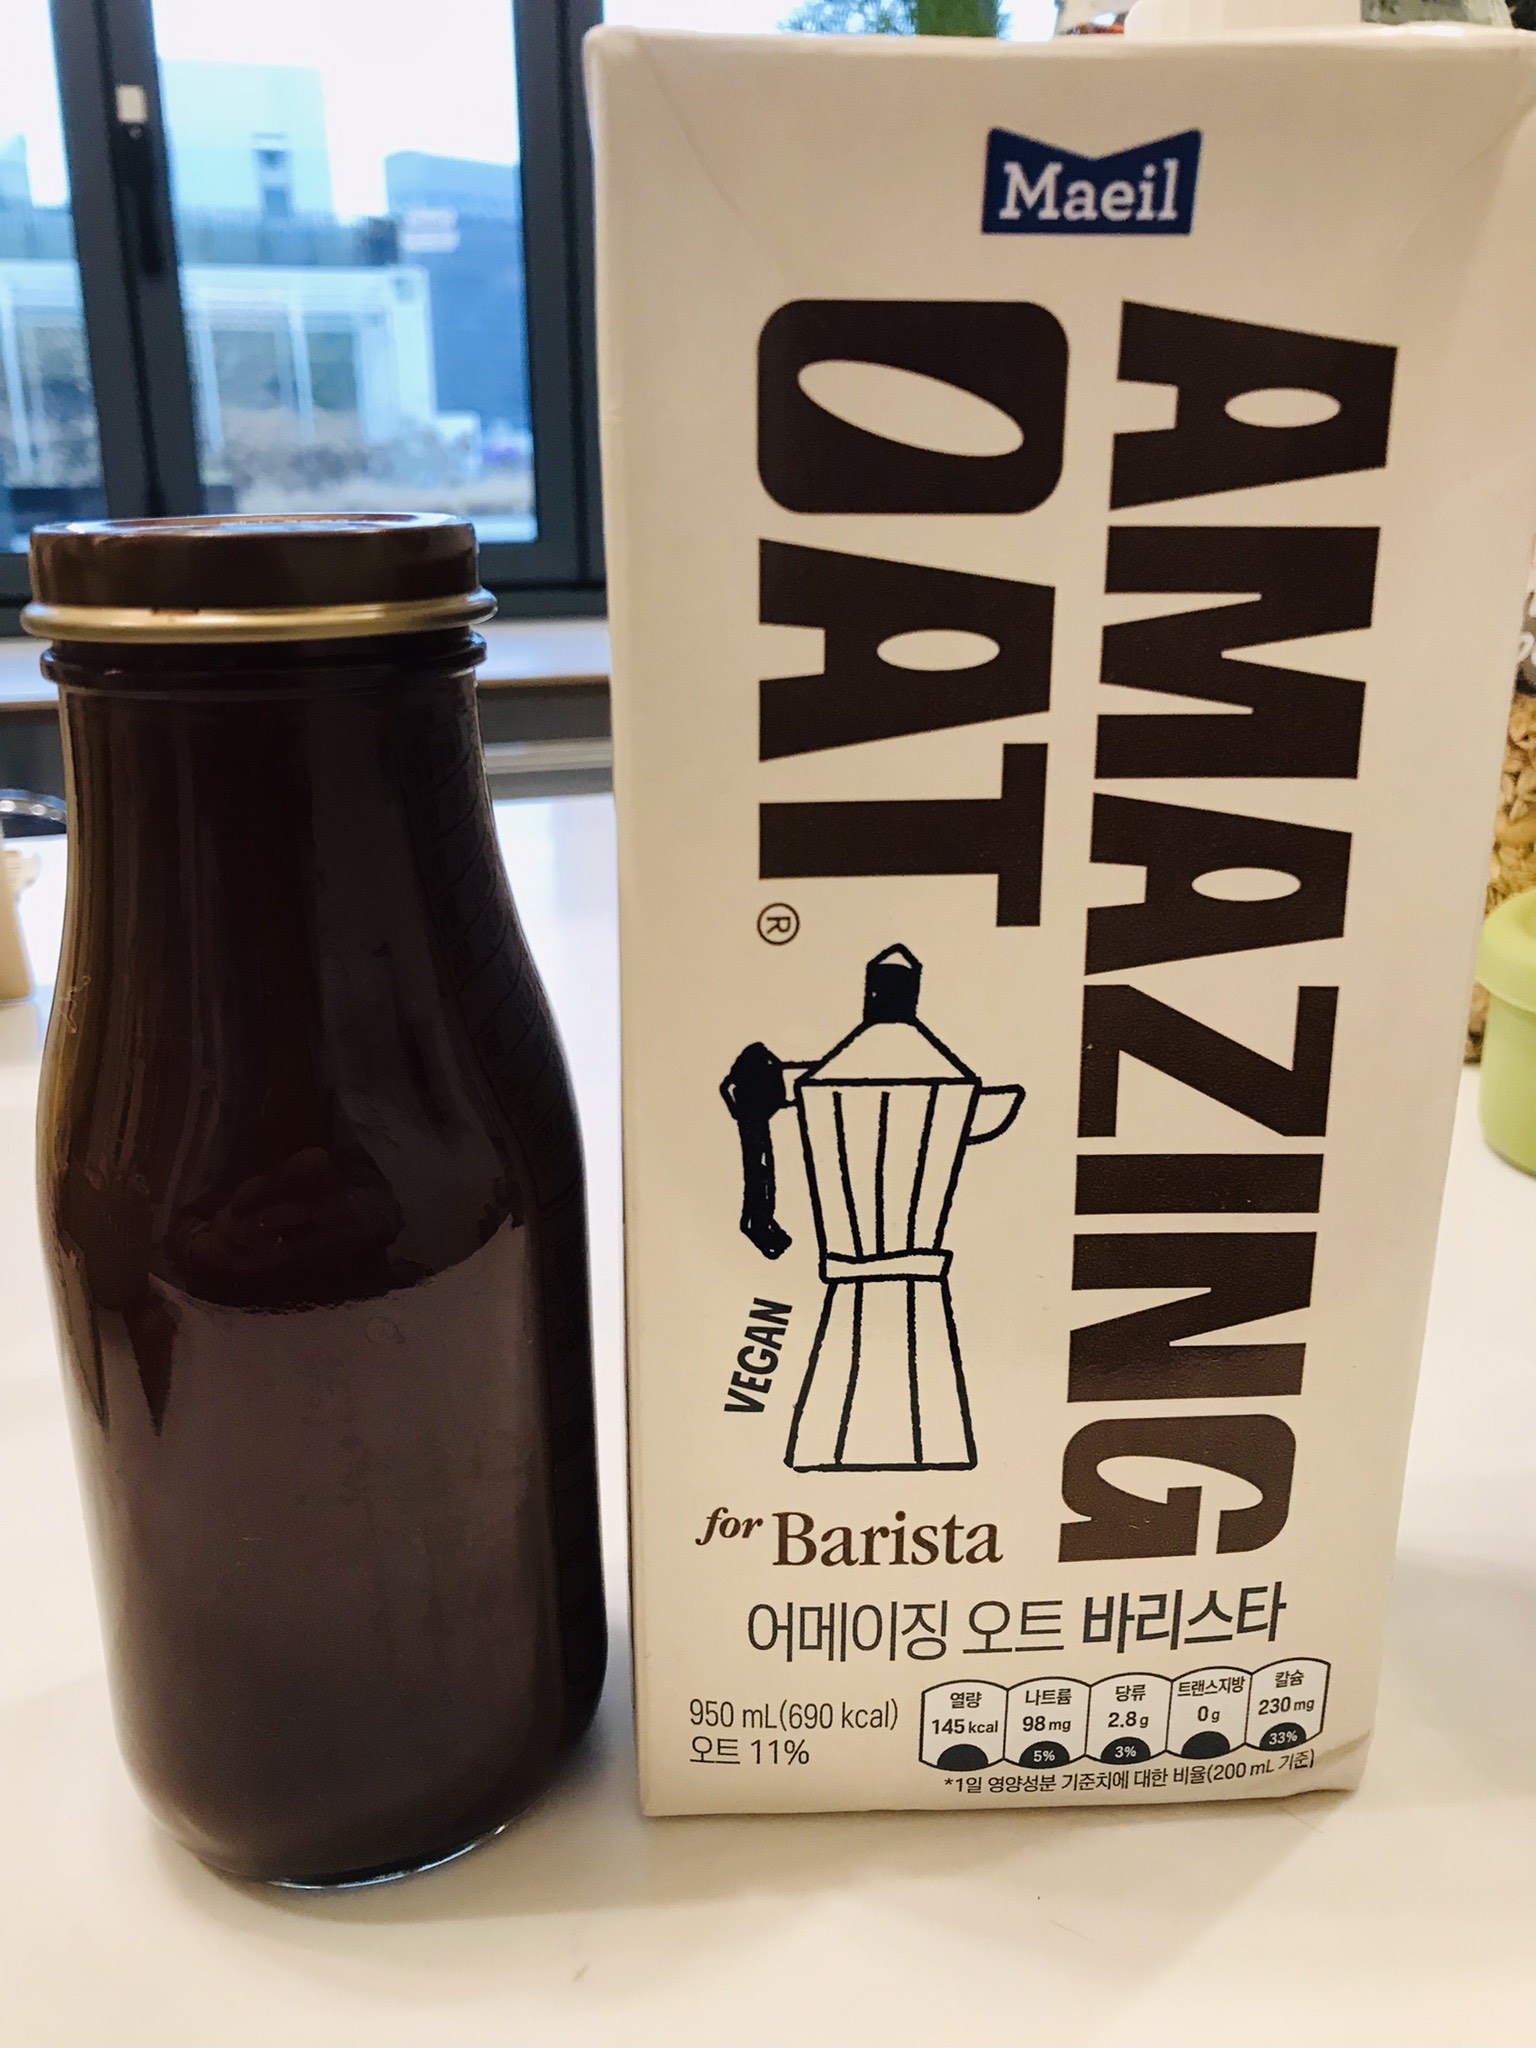 Maeil
AMAZING
OAT®
VEGAN
for Barista
어메이징 오트 바리스타
950 mL(690 kcal)
오트 11%
열량
145 kcal
나트륨
98 mg
5%
당류
2.8 g
3%
트랜스지방
0 g
칼슘
230 mg
33%
*1일 영양성분 기준치에 대한 비율(200 mL 기준)